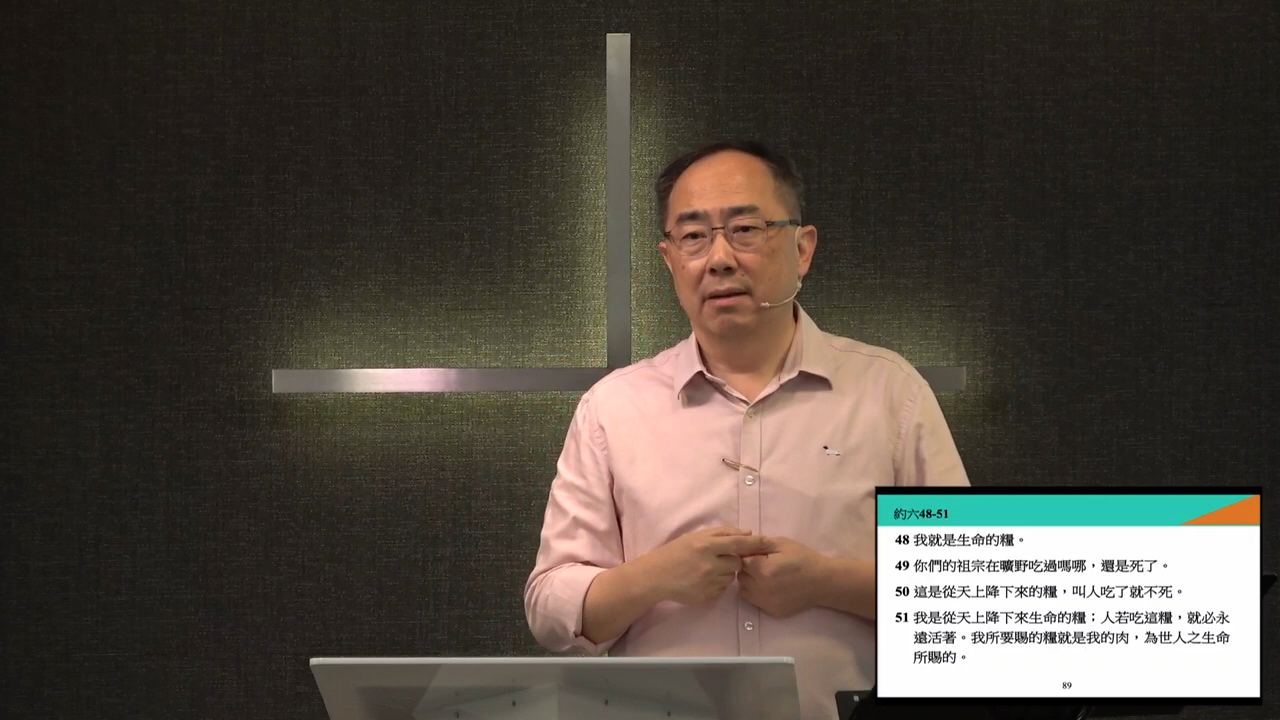 約六48-51
48 我就是生命的糧。
49 你們的祖宗在曠野吃過嗎哪，還是死了。
50 這是從天上降下來的糧，叫人吃了就不死。
51 我是從天上降下來生命的糧；人若吃這糧，就必永
遠活著。我所要賜的糧就是我的肉，為世人之生命
所賜的。
89